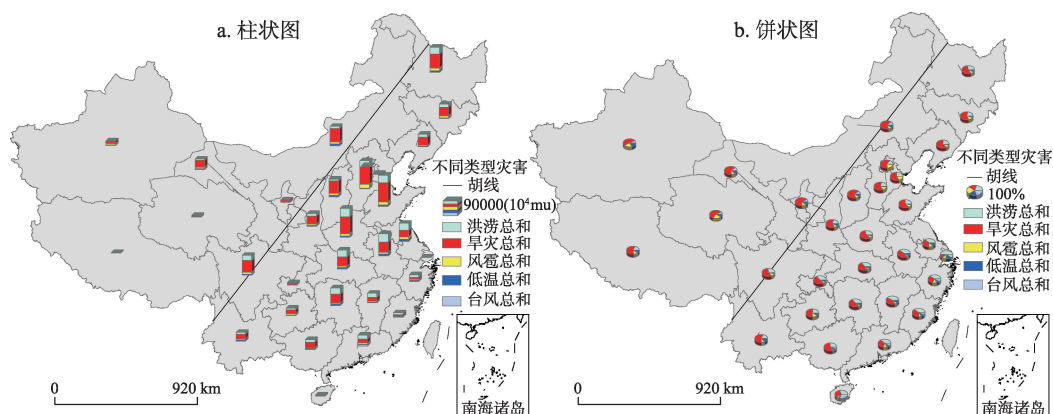 a. 柱状图
不同类型灾害
胡线
90000(10⁴mu)
洪涝总和
旱灾总和
风雹总和
低温总和
台风总和
0 920 km
南海诸岛
b. 饼状图
不同类型灾害
胡线
100%
洪涝总和
旱灾总和
风雹总和
低温总和
台风总和
0 920 km
南海诸岛